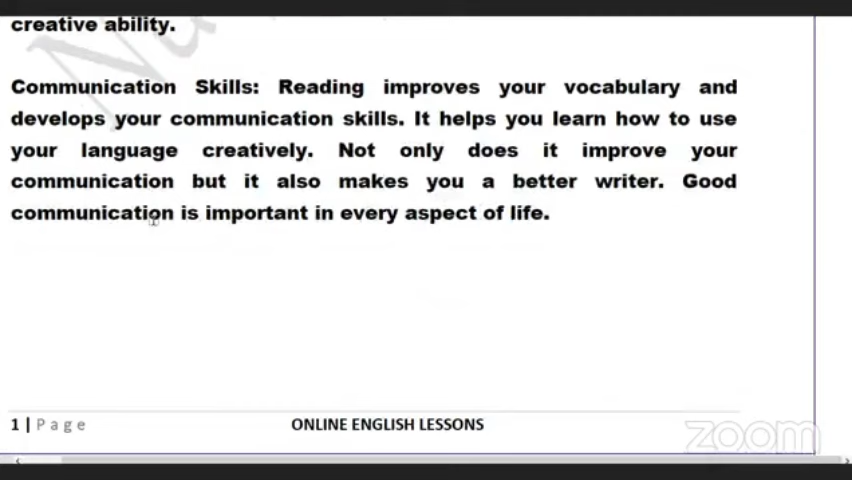 creative ability.
Communication Skills: Reading improves your vocabulary and
develops your communication skills. It helps you learn how to use
your language creatively. Not only does it improve your
communication but it also makes you a better writer. Good
communication is important in every aspect of life.
1 | Page
ONLINE ENGLISH LESSONS
zoom